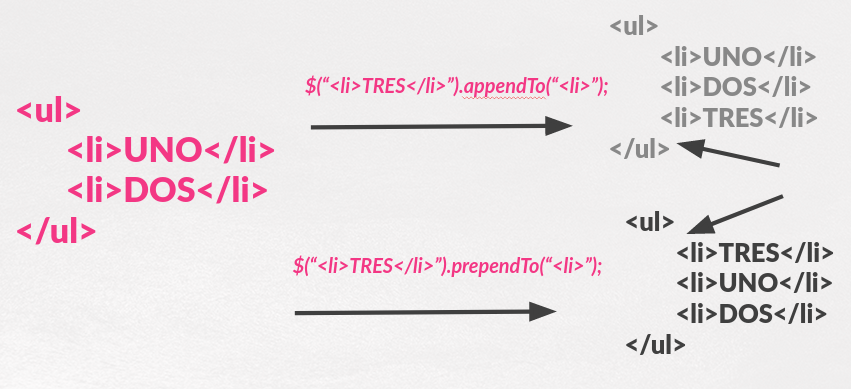 <ul>
<li>UNO</li>
<li>DOS</li>
</ul>
$(“<li>TRES</li>”).appendTo(“<li>”);
$(“<li>TRES</li>”).prependTo(“<li>”);
<ul>
<li>UNO</li>
<li>DOS</li>
<li>TRES</li>
</ul>
<ul>
<li>TRES</li>
<li>UNO</li>
<li>DOS</li>
</ul>